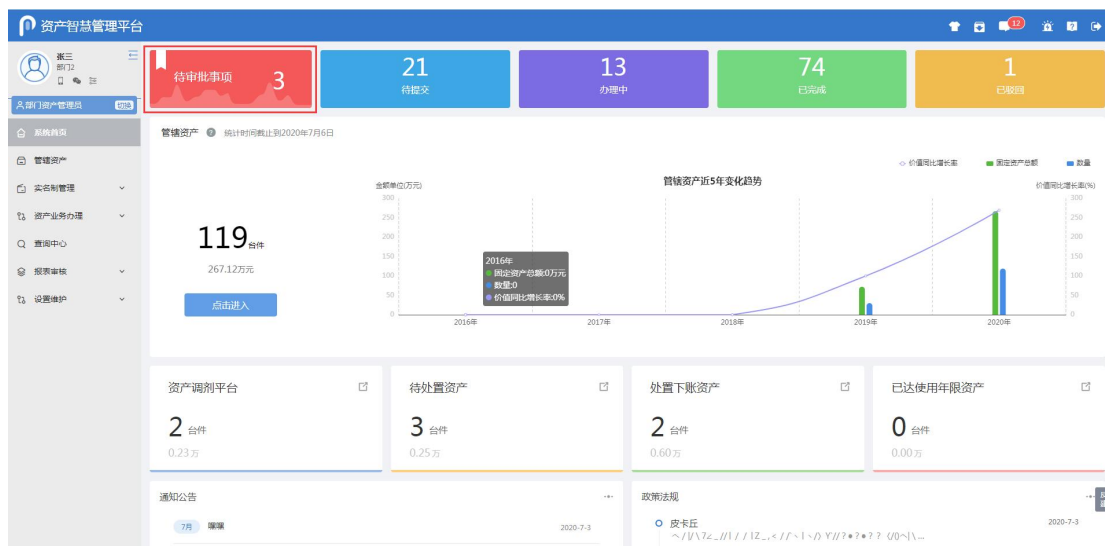 资产智慧管理平台
12
张三
部门2
部门资产管理员
切换
待审批事项
3
21
待提交
13
办理中
74
已完成
1
已驳回
系统首页
管辖资产
实名制管理
资产业务办理
查询中心
报表审核
设置维护
管辖资产 ? 统计时间截止到2020年7月6日
价值同比增长率 固定资产总额 数量
管辖资产近5年变化趋势
金额单位(万元)
价值同比增长率(%)
300
250
200
150
100
50
0
300
250
200
150
100
50
0
2016年
固定资产总额:0万元
数量:0
价值同比增长率:0%
2016年 2017年 2018年 2019年 2020年
119台件
267.12万元
点击进入
资产调剂平台
2 台件
0.23万
待处置资产
3 台件
0.25万
处置下账资产
2 台件
0.60万
已达使用年限资产
0 台件
0.00万
通知公告
7月 嘿嘿 2020-7-3
政策法规
皮卡丘 2020-7-3